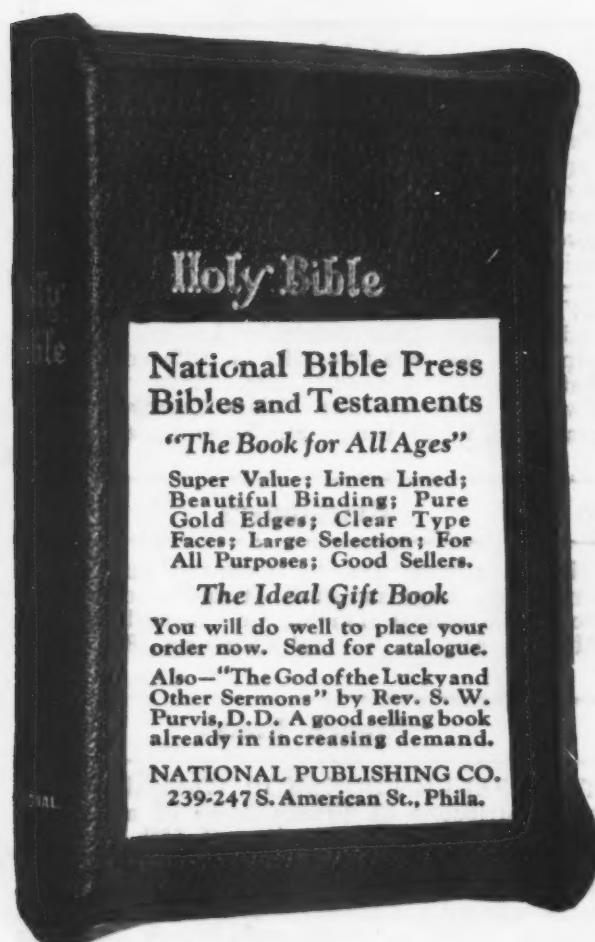 Holy Bible
National Bible Press
Bibles and Testaments
"The Book for All Ages"
Super Value; Linen Lined;
Beautiful Binding; Pure
Gold Edges; Clear Type
Faces; Large Selection; For
All Purposes; Good Sellers.
The Ideal Gift Book
You will do well to place your
order now. Send for catalogue.
Also—"The God of the Lucky and
Other Sermons" by Rev. S. W.
Purvis, D.D. A good selling book
already in increasing demand.
NATIONAL PUBLISHING CO.
239-247 S. American St., Phila.